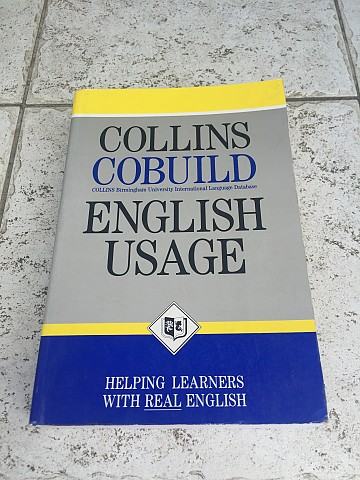 COLLINS
COBUILD
COLLINS Birmingham University International Language Database
ENGLISH
USAGE
HELPING LEARNERS
WITH REAL ENGLISH